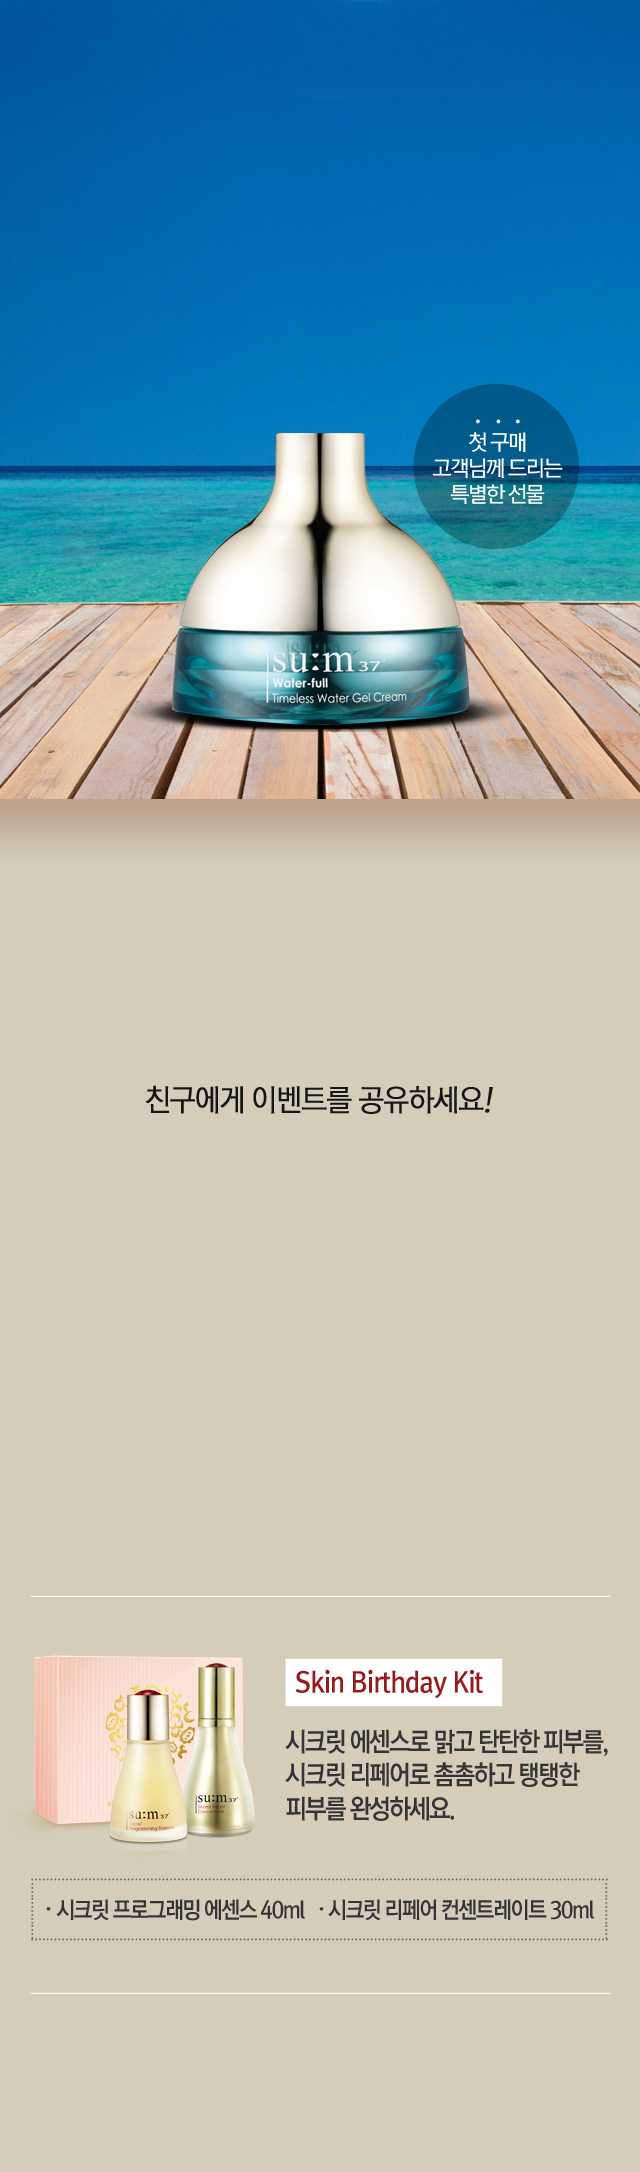 첫 구매
고객님께 드리는
특별한 선물
su:m37°
Water-full
Timeless Water Gel Cream
친구에게 이벤트를 공유하세요!
Skin Birthday Kit
시크릿 에센스로 맑고 탄탄한 피부를,
시크릿 리페어로 촘촘하고 탱탱한
피부를 완성하세요.
su:m37°
Secret
Programming Essence
su:m37°
Secret Repair
· 시크릿 프로그래밍 에센스 40ml · 시크릿 리페어 컨센트레이트 30ml